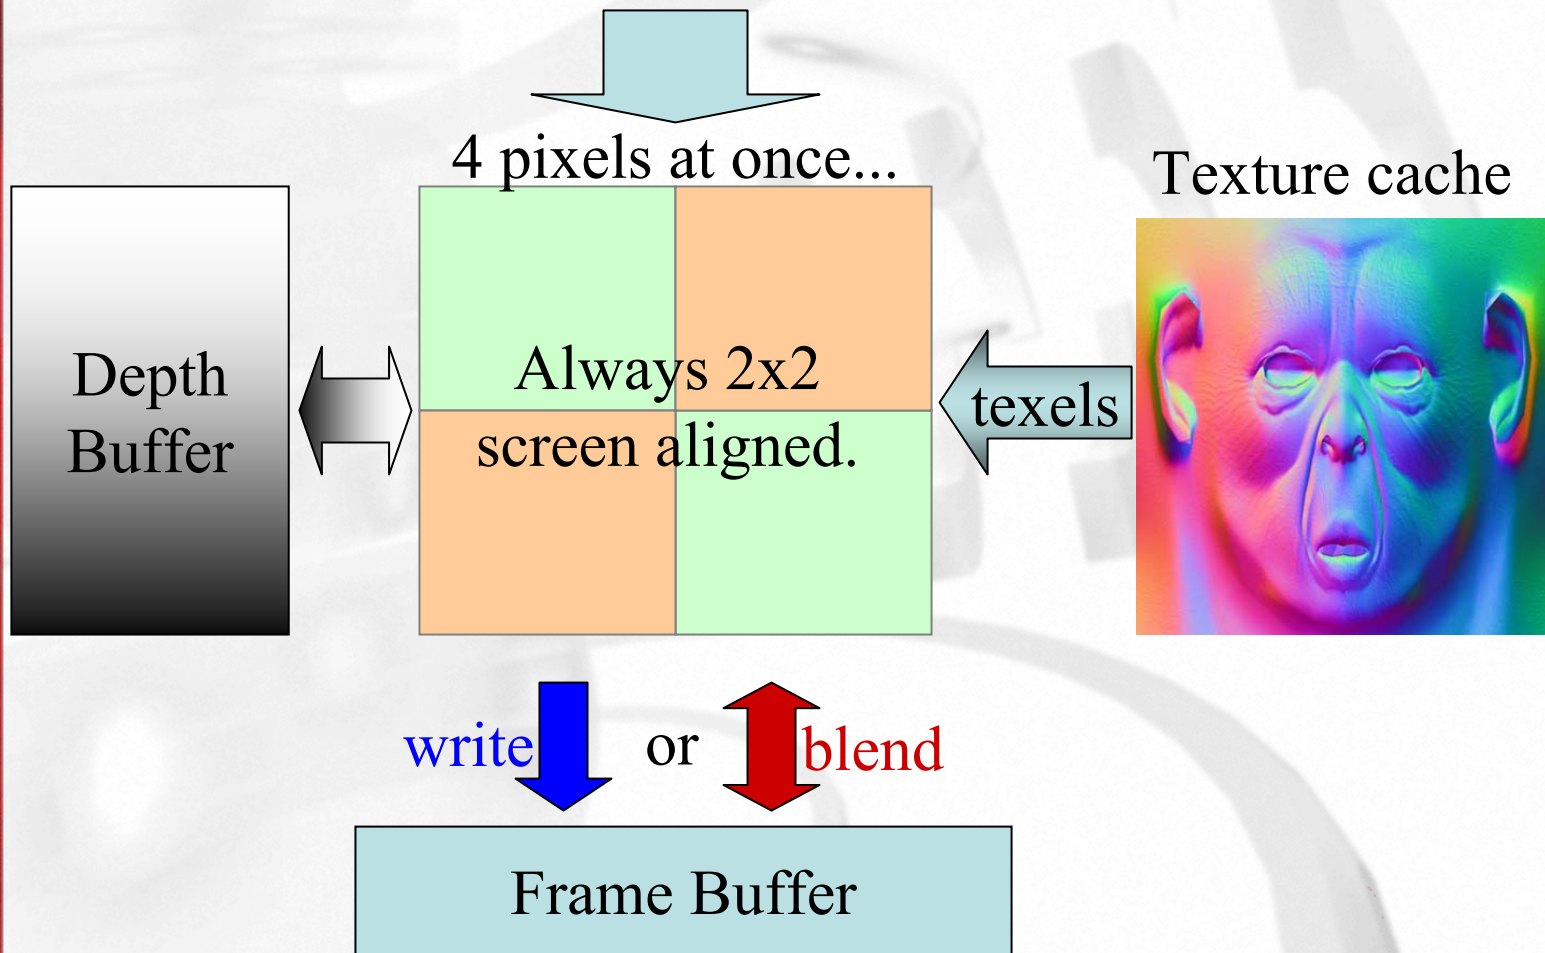 4 pixels at once...
Texture cache
Depth
Buffer
Always 2x2
screen aligned.
texels
write
or
blend
Frame Buffer